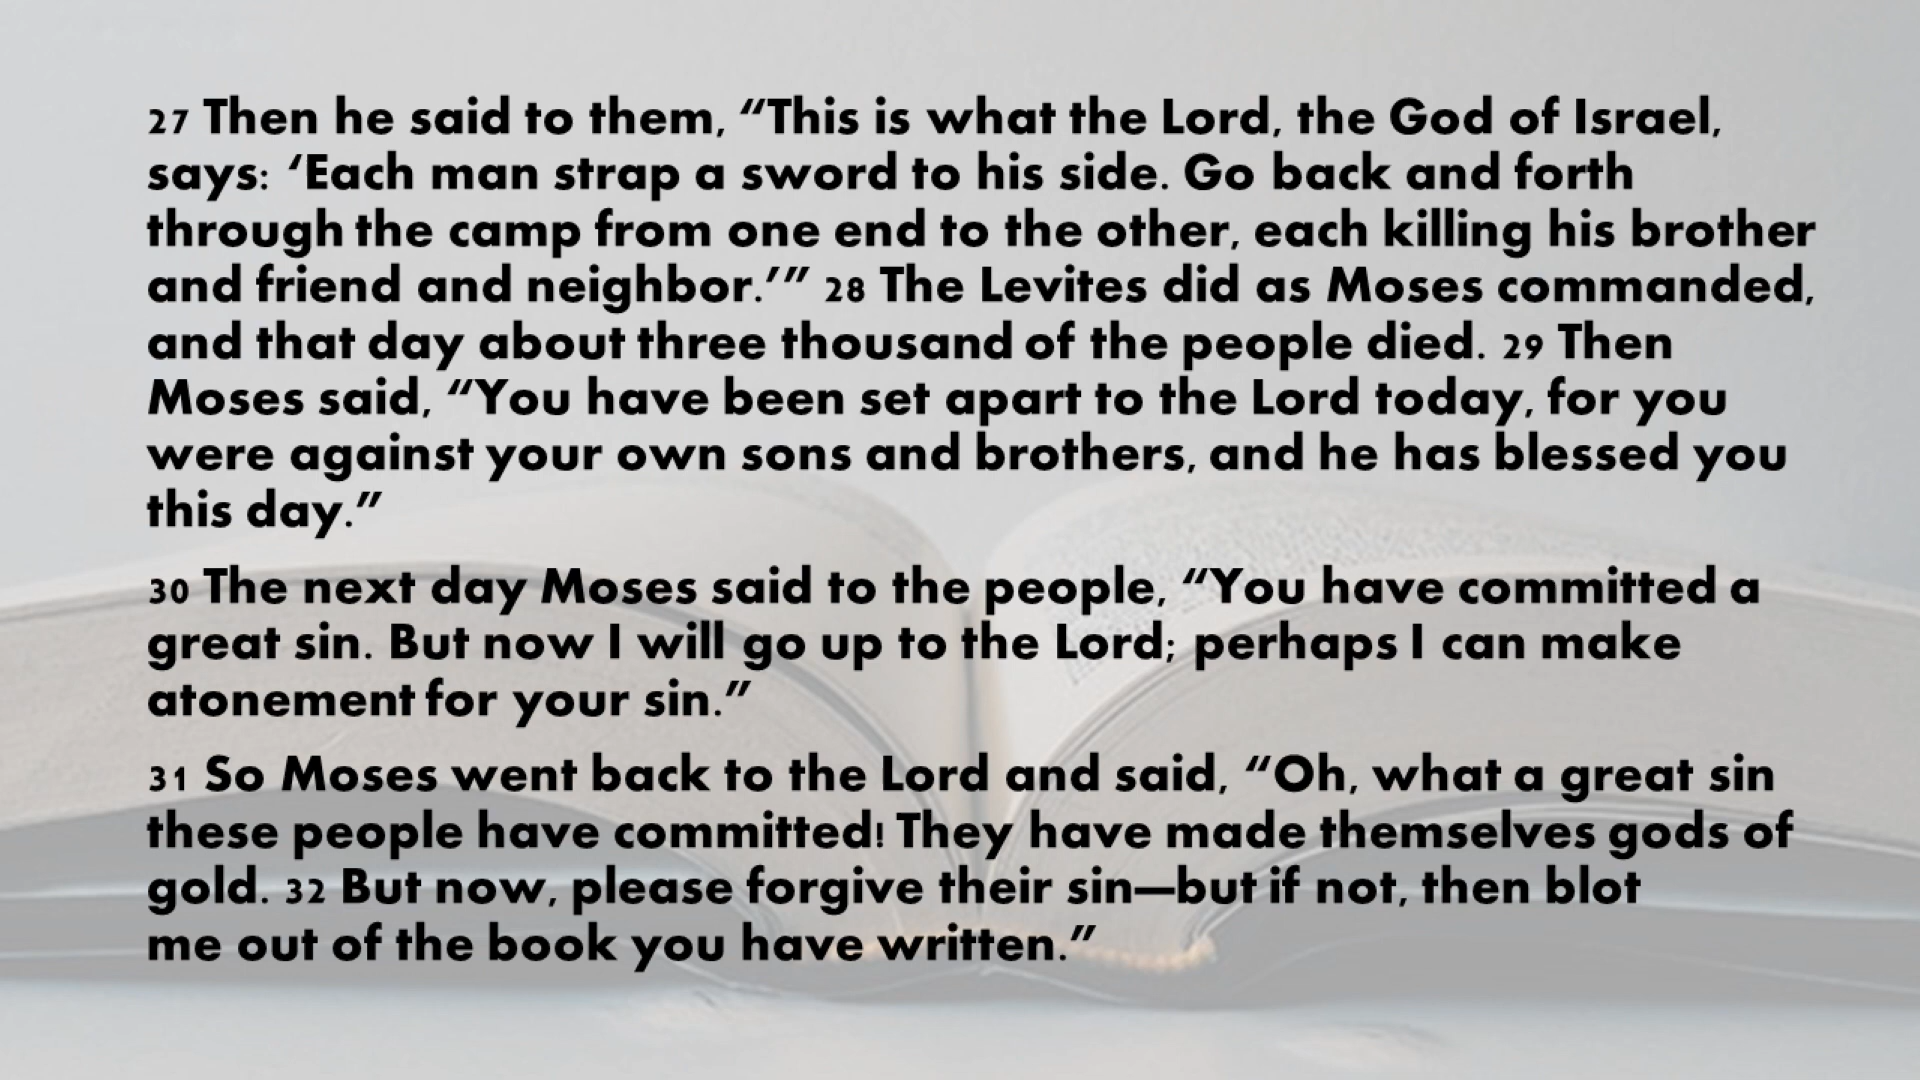 27 Then he said to them, “This is what the Lord, the God of Israel,
says: ‘Each man strap a sword to his side. Go back and forth
through the camp from one end to the other, each killing his brother
and friend and neighbor.’” 28 The Levites did as Moses commanded,
and that day about three thousand of the people died. 29 Then
Moses said, “You have been set apart to the Lord today, for you
were against your own sons and brothers, and he has blessed you
this day.”
30 The next day Moses said to the people, “You have committed a
great sin. But now I will go up to the Lord; perhaps I can make
atonement for your sin.”
31 So Moses went back to the Lord and said, “Oh, what a great sin
these people have committed! They have made themselves gods of
gold. 32 But now, please forgive their sin—but if not, then blot
me out of the book you have written.”